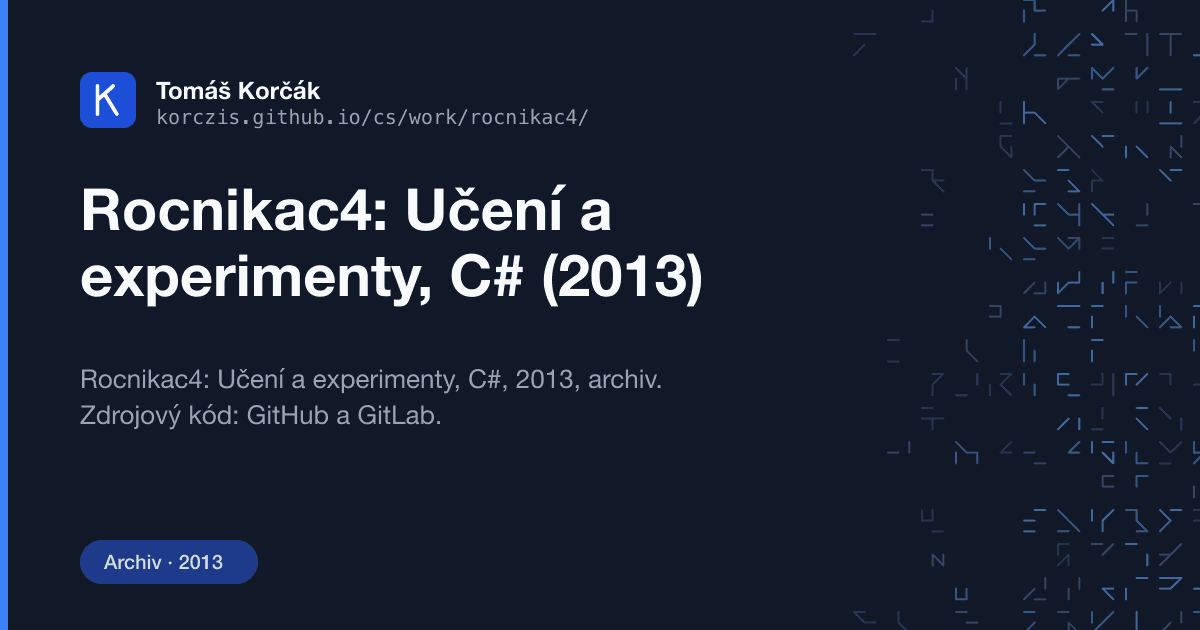 Tomáš Korčák
korczis.github.io/cs/work/rocnikac4/
Rocnikac4: Učení a
experimenty, C# (2013)
Rocnikac4: Učení a experimenty, C#, 2013, archiv.
Zdrojový kód: GitHub a GitLab.
Archiv · 2013